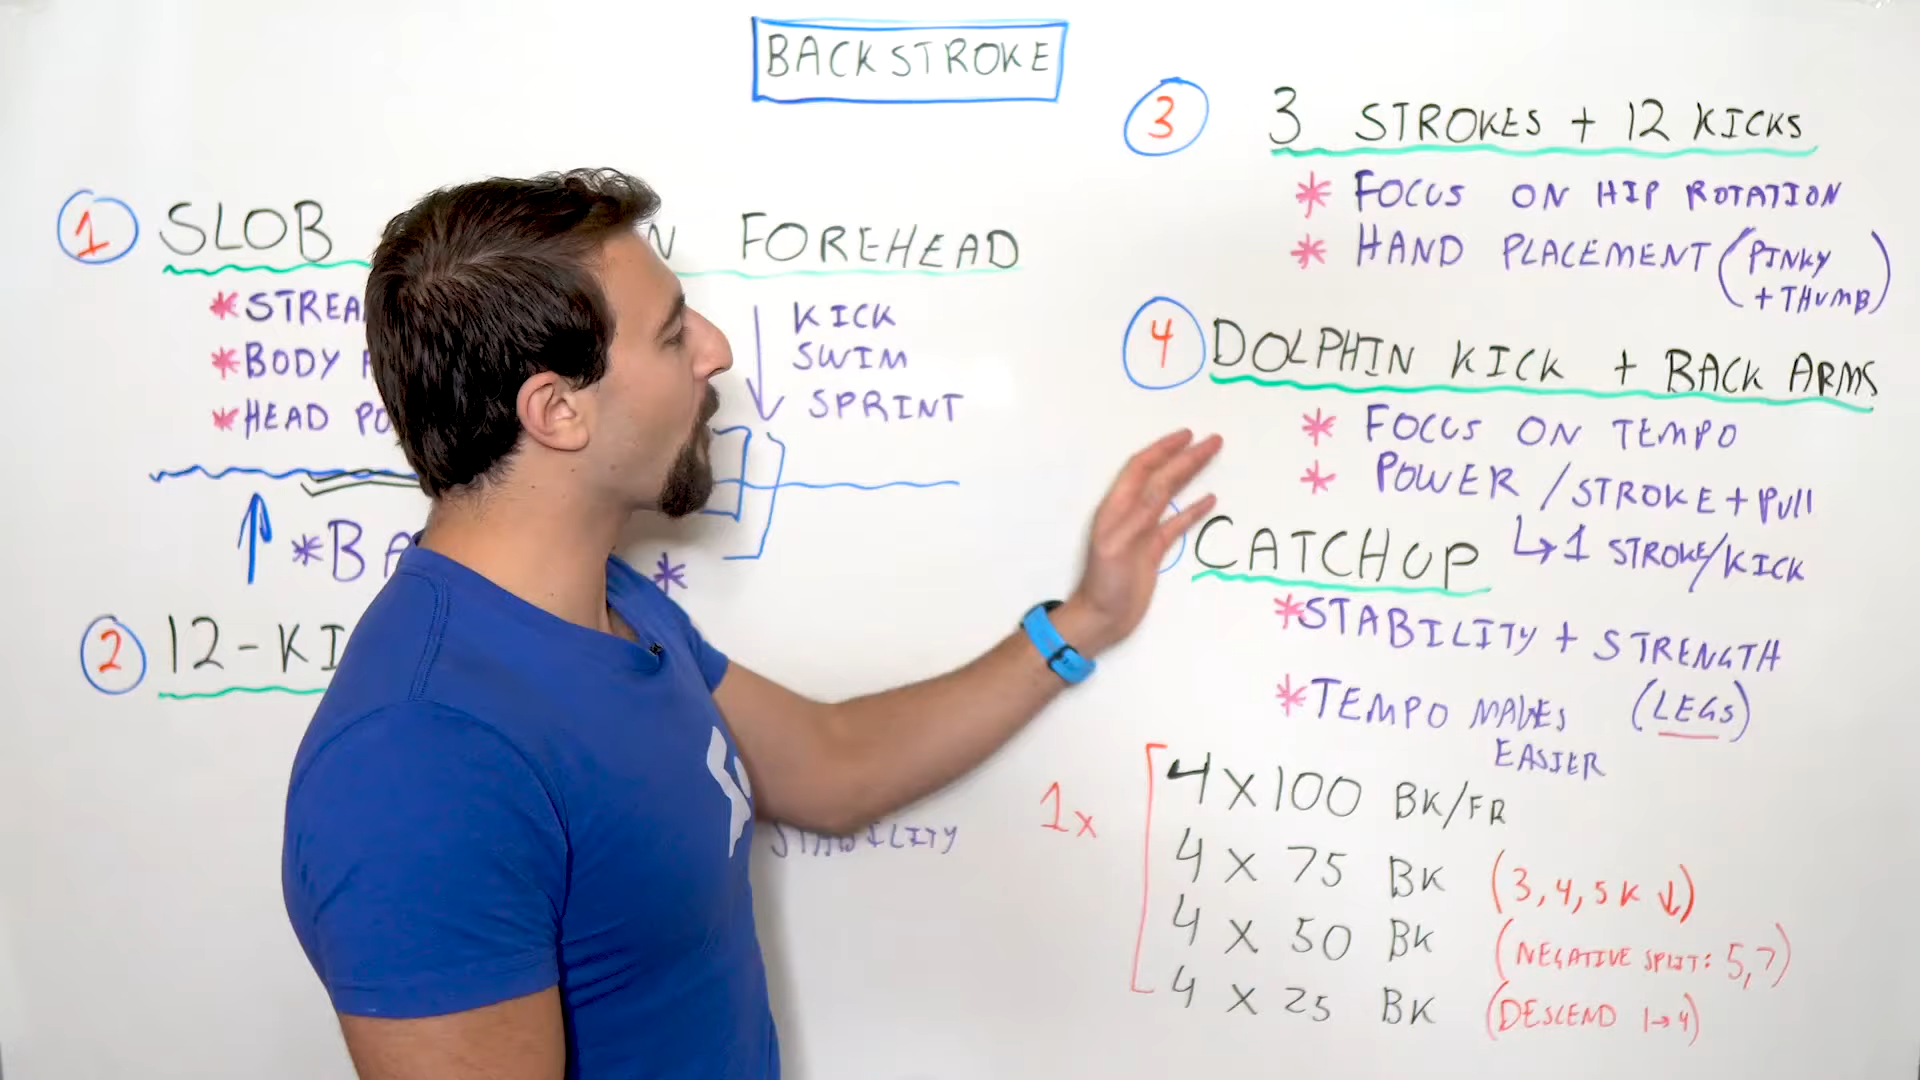 BACKSTROKE
1 SLOB FOREHEAD
*STREA
*BODY
*HEAD PO
KICK
SWIM
SPRINT
*BA *
2 12-KI
STABILITY
3 3 STROKES + 12 KICKS
* FOCUS ON HIP ROTATION
* HAND PLACEMENT (PINKY
+ THUMB)
4 DOLPHIN KICK + BACK ARMS
* FOCUS ON TEMPO
* POWER / STROKE + PULL
↳ 1 STROKE/KICK
CATCHUP
*STABILITY + STRENGTH
(LEGS)
*TEMPO MAKES
EASIER
1x
4 X 100 BK/FR
4 X 75 BK (3, 4, 5 K ↓)
4 X 50 BK (NEGATIVE SPLIT: 5, 7)
4 X 25 BK (DESCEND 1→4)